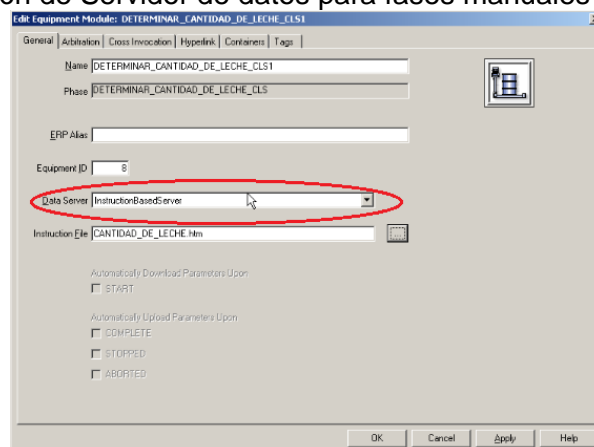 ón de Servidor de datos para fases manuales
Edit Equipment Module: DETERMINAR_CANTIDAD_DE_LECHE_CLS1
General Arbitration Cross Invocation Hyperlink Containers Tags
Name DETERMINAR_CANTIDAD_DE_LECHE_CLS1
Phase DETERMINAR_CANTIDAD_DE_LECHE_CLS
ERP Alias
Equipment ID 8
Data Server InstructionBasedServer
Instruction File CANTIDAD_DE_LECHE.htm ...
Automatically Download Parameters Upon
START
Automatically Upload Parameters Upon
COMPLETE
STOPPED
ABORTED
OK Cancel Apply Help